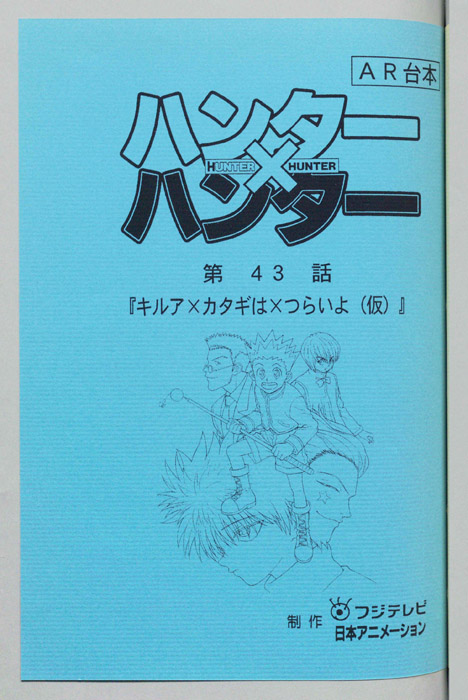 AR台本
ハンター
HUNTER×HUNTER
ハンター
第 43 話
『キルア×カタギは×つらいよ（仮）』
制作 フジテレビ
日本アニメーション